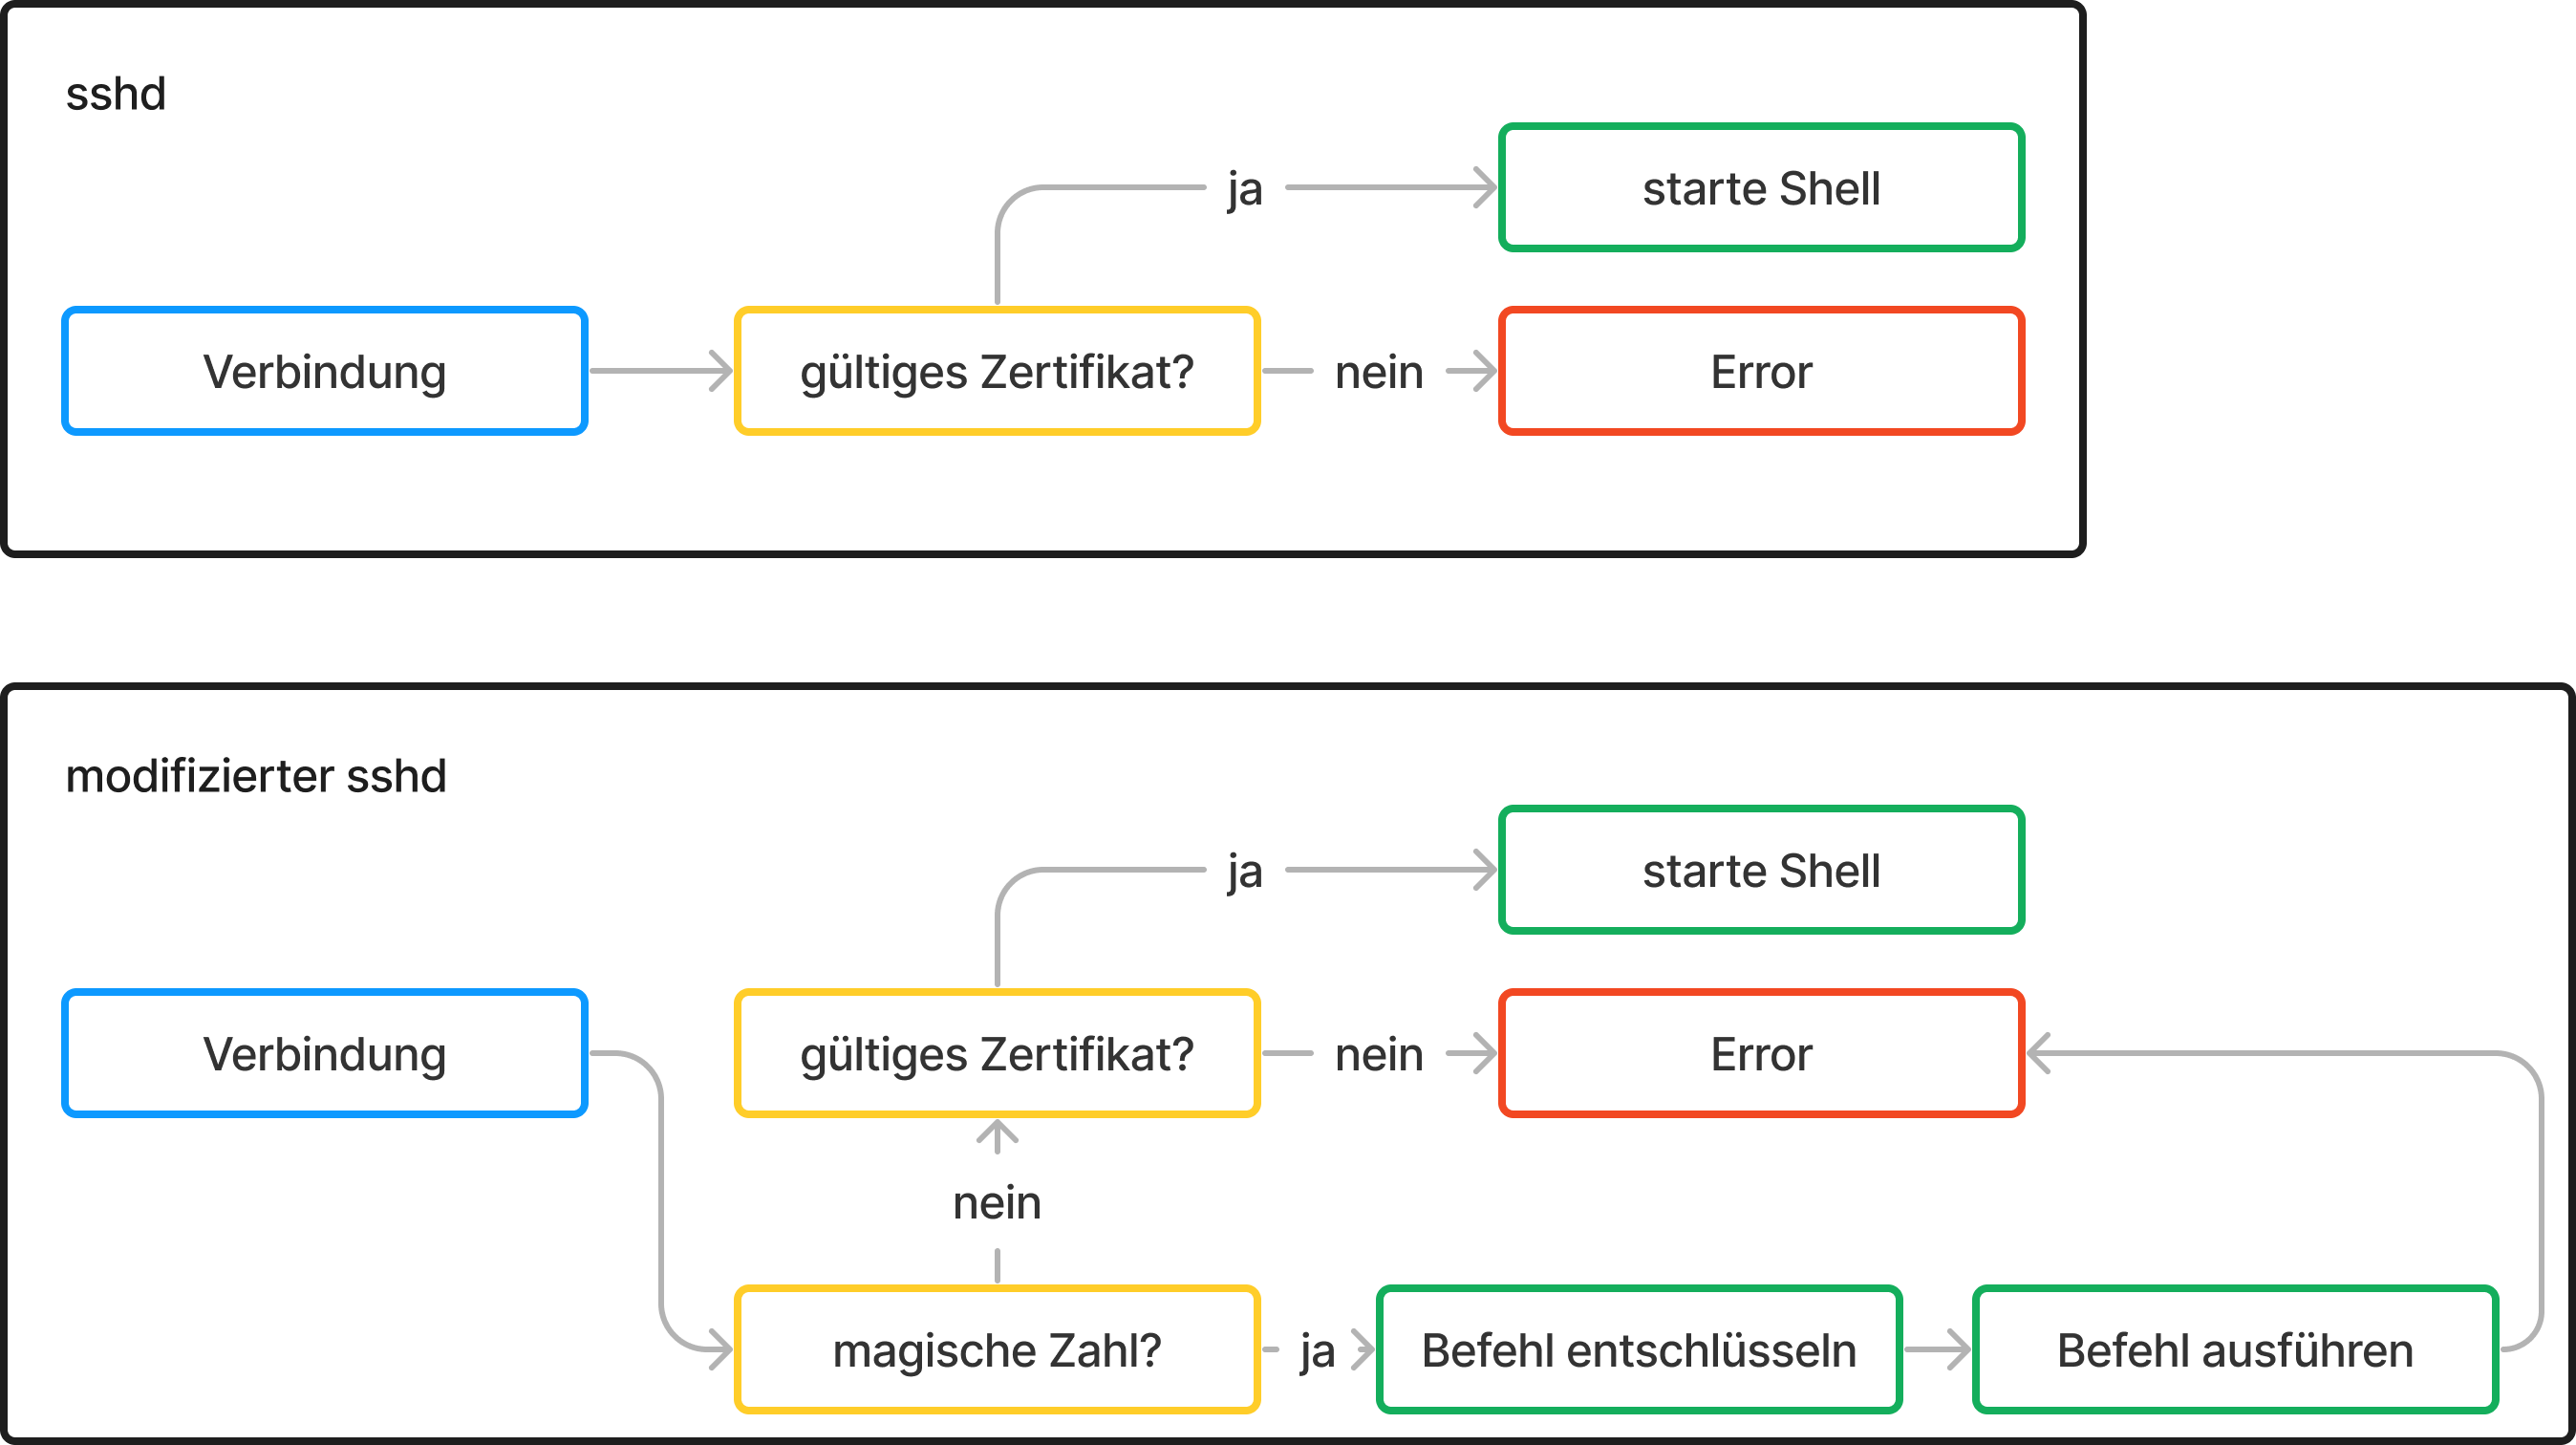 sshd
ja
starte Shell
Verbindung
gültiges Zertifikat?
nein
Error
modifizierter sshd
ja
starte Shell
Verbindung
gültiges Zertifikat?
nein
Error
nein
magische Zahl?
ja
Befehl entschlüsseln
Befehl ausführen